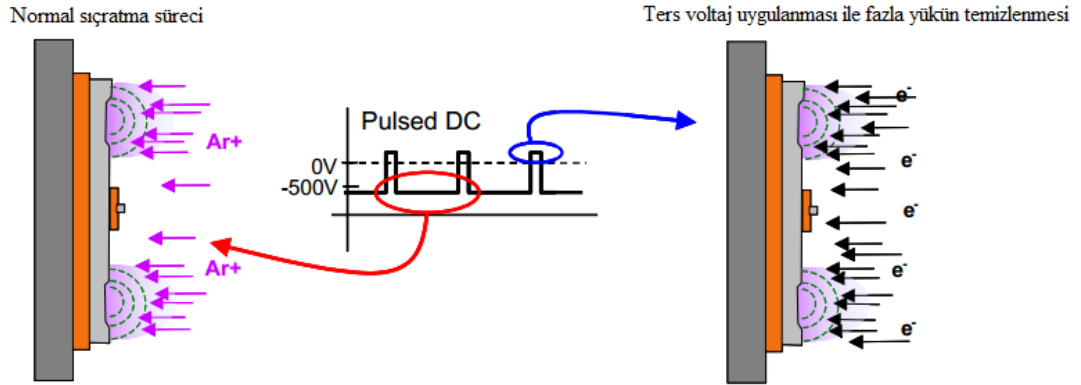 Normal sıçratma süreci
Ters voltaj uygulanması ile fazla yükün temizlenmesi
Ar+
Ar+
Pulsed DC
0V
-500V
e-
e-
e-
e-
e-